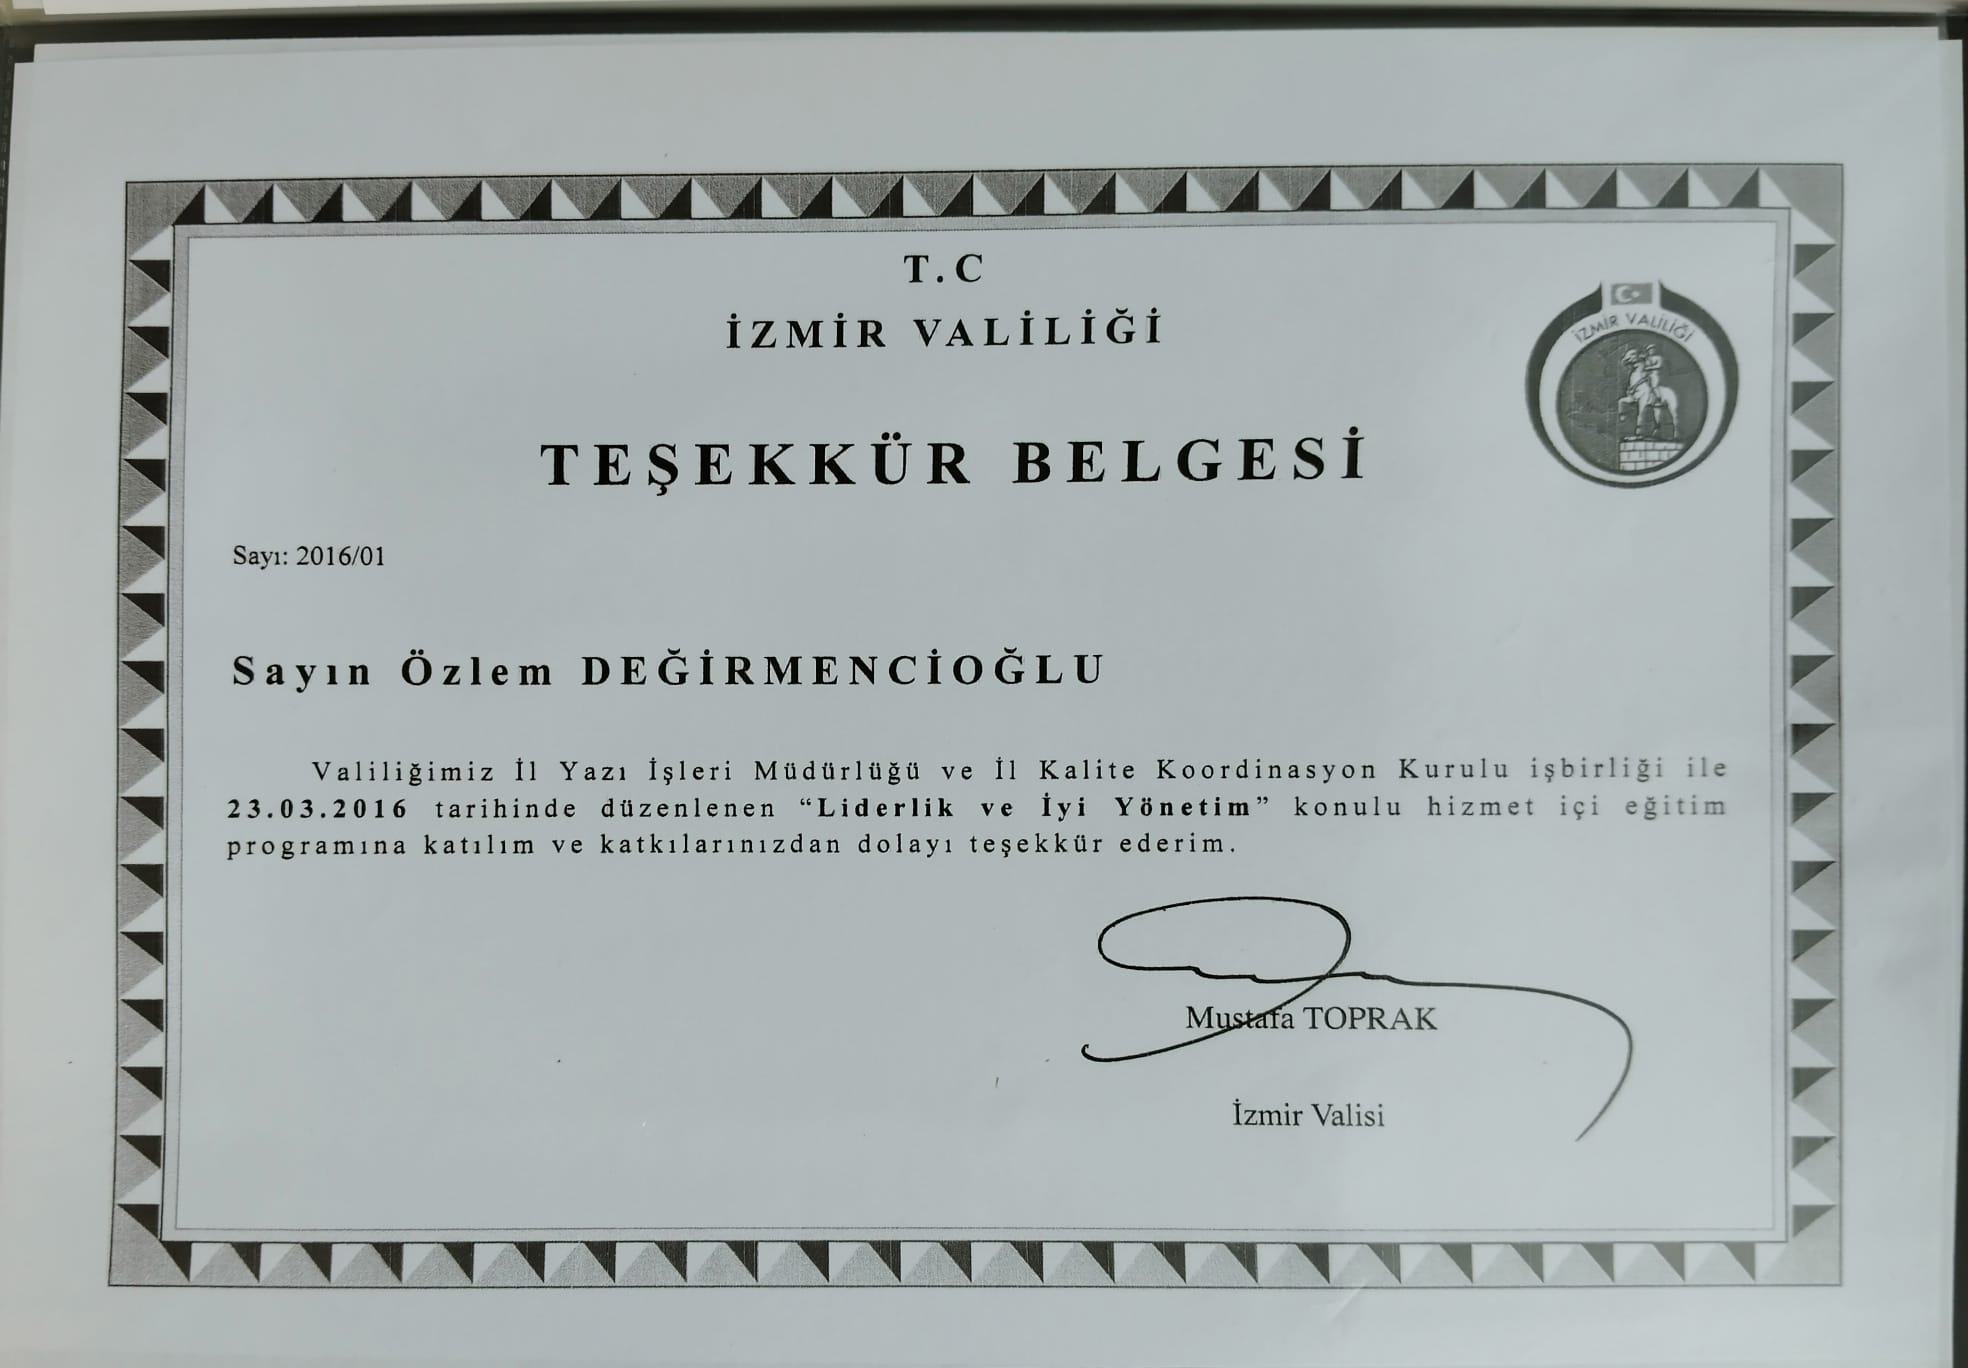 T.C
İZMİR VALİLİĞİ
İZMİR VALİLİĞİ
TEŞEKKÜR BELGESİ
Sayı: 2016/01
Sayın Özlem DEĞİRMENCİOĞLU
Valiliğimiz İl Yazı İşleri Müdürlüğü ve İl Kalite Koordinasyon Kurulu işbirliği ile
23.03.2016 tarihinde düzenlenen “Liderlik ve İyi Yönetim” konulu hizmet içi eğitim
programına katılım ve katkılarınızdan dolayı teşekkür ederim.
Mustafa TOPRAK
İzmir Valisi